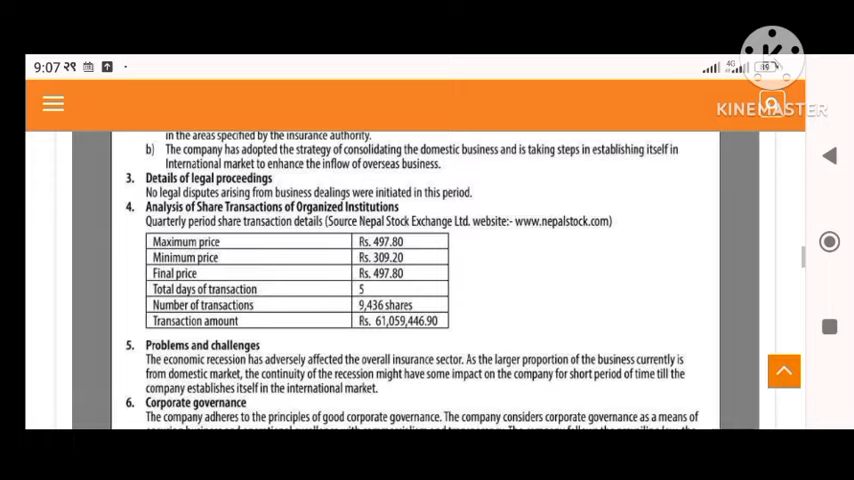 9:07 २९
4G
89
KINEMASTER
in the areas specified by the insurance authority.
b) The company has adopted the strategy of consolidating the domestic business and is taking steps in establishing itself in
International market to enhance the inflow of overseas business.
3. Details of legal proceedings
No legal disputes arising from business dealings were initiated in this period.
4. Analysis of Share Transactions of Organized Institutions
Quarterly period share transaction details (Source Nepal Stock Exchange Ltd. website:- www.nepalstock.com)
Maximum price Rs. 497.80
Minimum price Rs. 309.20
Final price Rs. 497.80
Total days of transaction 5
Number of transactions 9,436 shares
Transaction amount Rs. 61,059,446.90
5. Problems and challenges
The economic recession has adversely affected the overall insurance sector. As the larger proportion of the business currently is
from domestic market, the continuity of the recession might have some impact on the company for short period of time till the
company establishes itself in the international market.
6. Corporate governance
The company adheres to the principles of good corporate governance. The company considers corporate governance as a means of